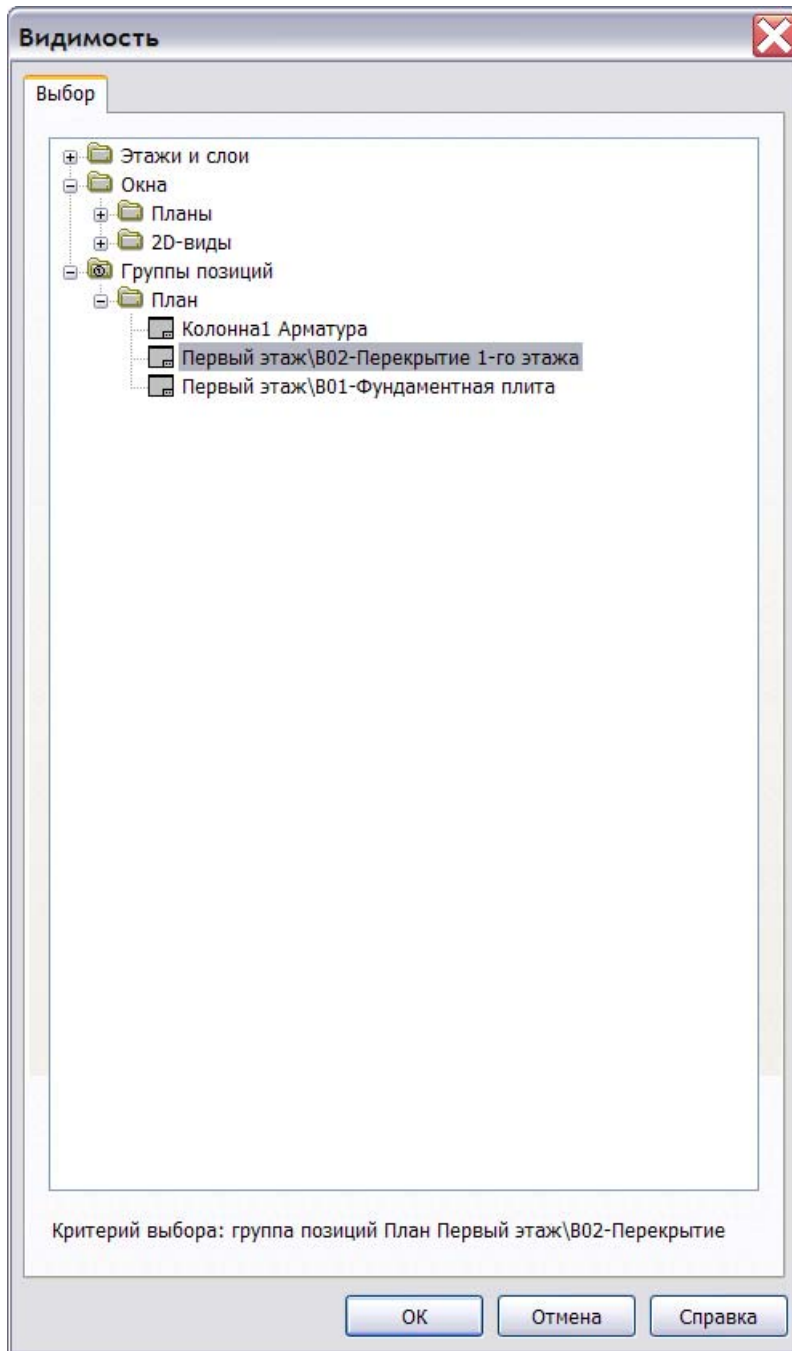 Видимость
Выбор
Этажи и слои
Окна
Планы
2D-виды
Группы позиций
План
Колонна1 Арматура
Первый этаж\B02-Перекрытие 1-го этажа
Первый этаж\B01-Фундаментная плита
Критерий выбора: группа позиций План Первый этаж\B02-Перекрытие
ОК
Отмена
Справка